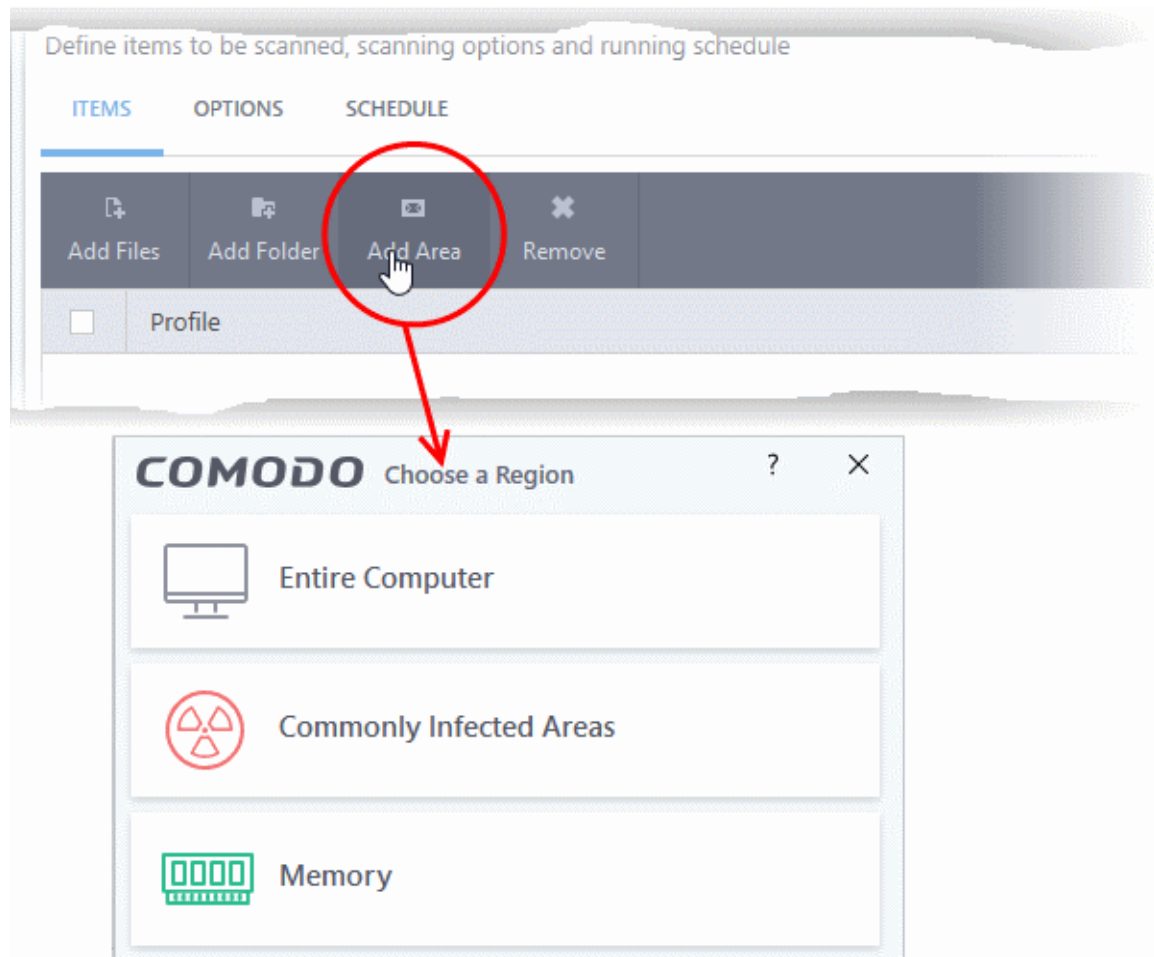 Define items to be scanned, scanning options and running schedule
ITEMS OPTIONS SCHEDULE
Add Files Add Folder Add Area Remove
Profile
COMODO Choose a Region ?
Entire Computer
Commonly Infected Areas
Memory